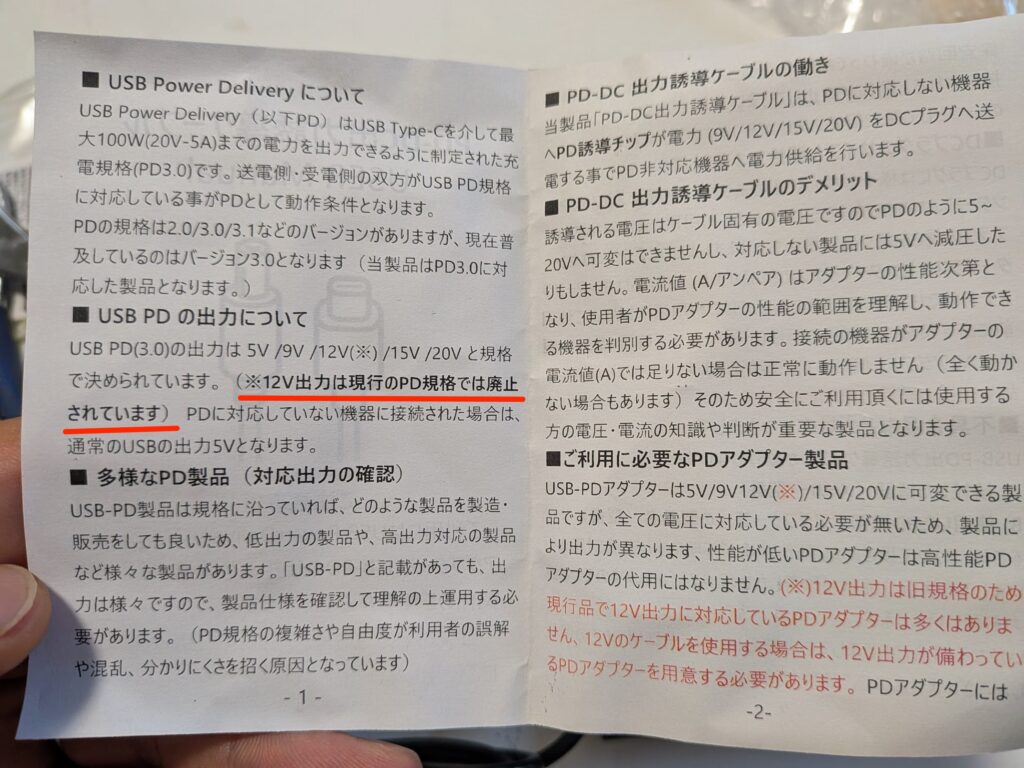 ■ USB Power Delivery について
USB Power Delivery（以下PD）はUSB Type-Cを介して最
大100W(20V-5A)までの電力を出力できるように制定された充
電規格(PD3.0)です。送電側・受電側の双方がUSB PD規格
に対応している事がPDとして動作条件となります。
PDの規格は2.0/3.0/3.1などのバージョンがありますが、現在普
及しているのはバージョン3.0となります（当製品はPD3.0に対
応した製品となります。）
■ USB PD の出力について
USB PD(3.0)の出力は 5V /9V /12V(※) /15V /20V と規格
で決められています。（※12V出力は現行のPD規格では廃止
されています） PDに対応していない機器に接続された場合は、
通常のUSBの出力5Vとなります。
■ 多様なPD製品（対応出力の確認）
USB-PD製品は規格に沿っていれば、どのような製品を製造・
販売をしても良いため、低出力の製品や、高出力対応の製品
など様々な製品があります。「USB-PD」と記載があっても、出
力は様々ですので、製品仕様を確認して理解の上運用する必
要があります。（PD規格の複雑さや自由度が利用者の誤解
や混乱、分かりにくさを招く原因となっています）
- 1 -
■ PD-DC 出力誘導ケーブルの働き
当製品「PD-DC出力誘導ケーブル」は、PDに対応しない機器
へPD誘導チップが電力 (9V/12V/15V/20V) をDCプラグへ送
電する事でPD非対応機器へ電力供給を行います。
■ PD-DC 出力誘導ケーブルのデメリット
誘導される電圧はケーブル固有の電圧ですのでPDのように5~
20Vへ可変はできませんし、対応しない製品には5Vへ減圧した
りもしません。電流値 (A/アンペア) はアダプターの性能次第と
なり、使用者がPDアダプターの性能の範囲を理解し、動作でき
る機器を判別する必要があります。接続の機器がアダプターの
電流値(A)では足りない場合は正常に動作しません（全く動か
ない場合もあります）そのため安全にご利用頂くには使用する
方の電圧・電流の知識や判断が重要な製品となります。
■ご利用に必要なPDアダプター製品
USB-PDアダプターは5V/9V12V(※)/15V/20Vに可変できる製
品ですが、全ての電圧に対応している必要が無いため、製品に
より出力が異なります、性能が低いPDアダプターは高性能PD
アダプターの代用にはなりません。(※)12V出力は旧規格のため
現行品で12V出力に対応しているPDアダプターは多くはありま
せん、12Vのケーブルを使用する場合は、12V出力が備わってい
るPDアダプターを用意する必要があります。PDアダプターには
-2-